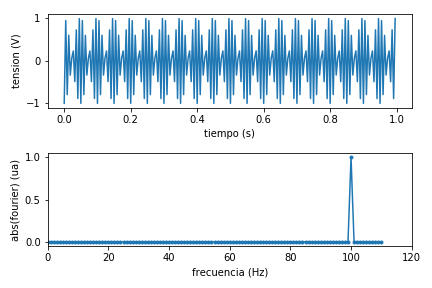 1
0
−1
tension (V)
0.0 0.2 0.4 0.6 0.8 1.0
tiempo (s)
1.0
0.5
0.0
abs(fourier) (ua)
0 20 40 60 80 100 120
frecuencia (Hz)